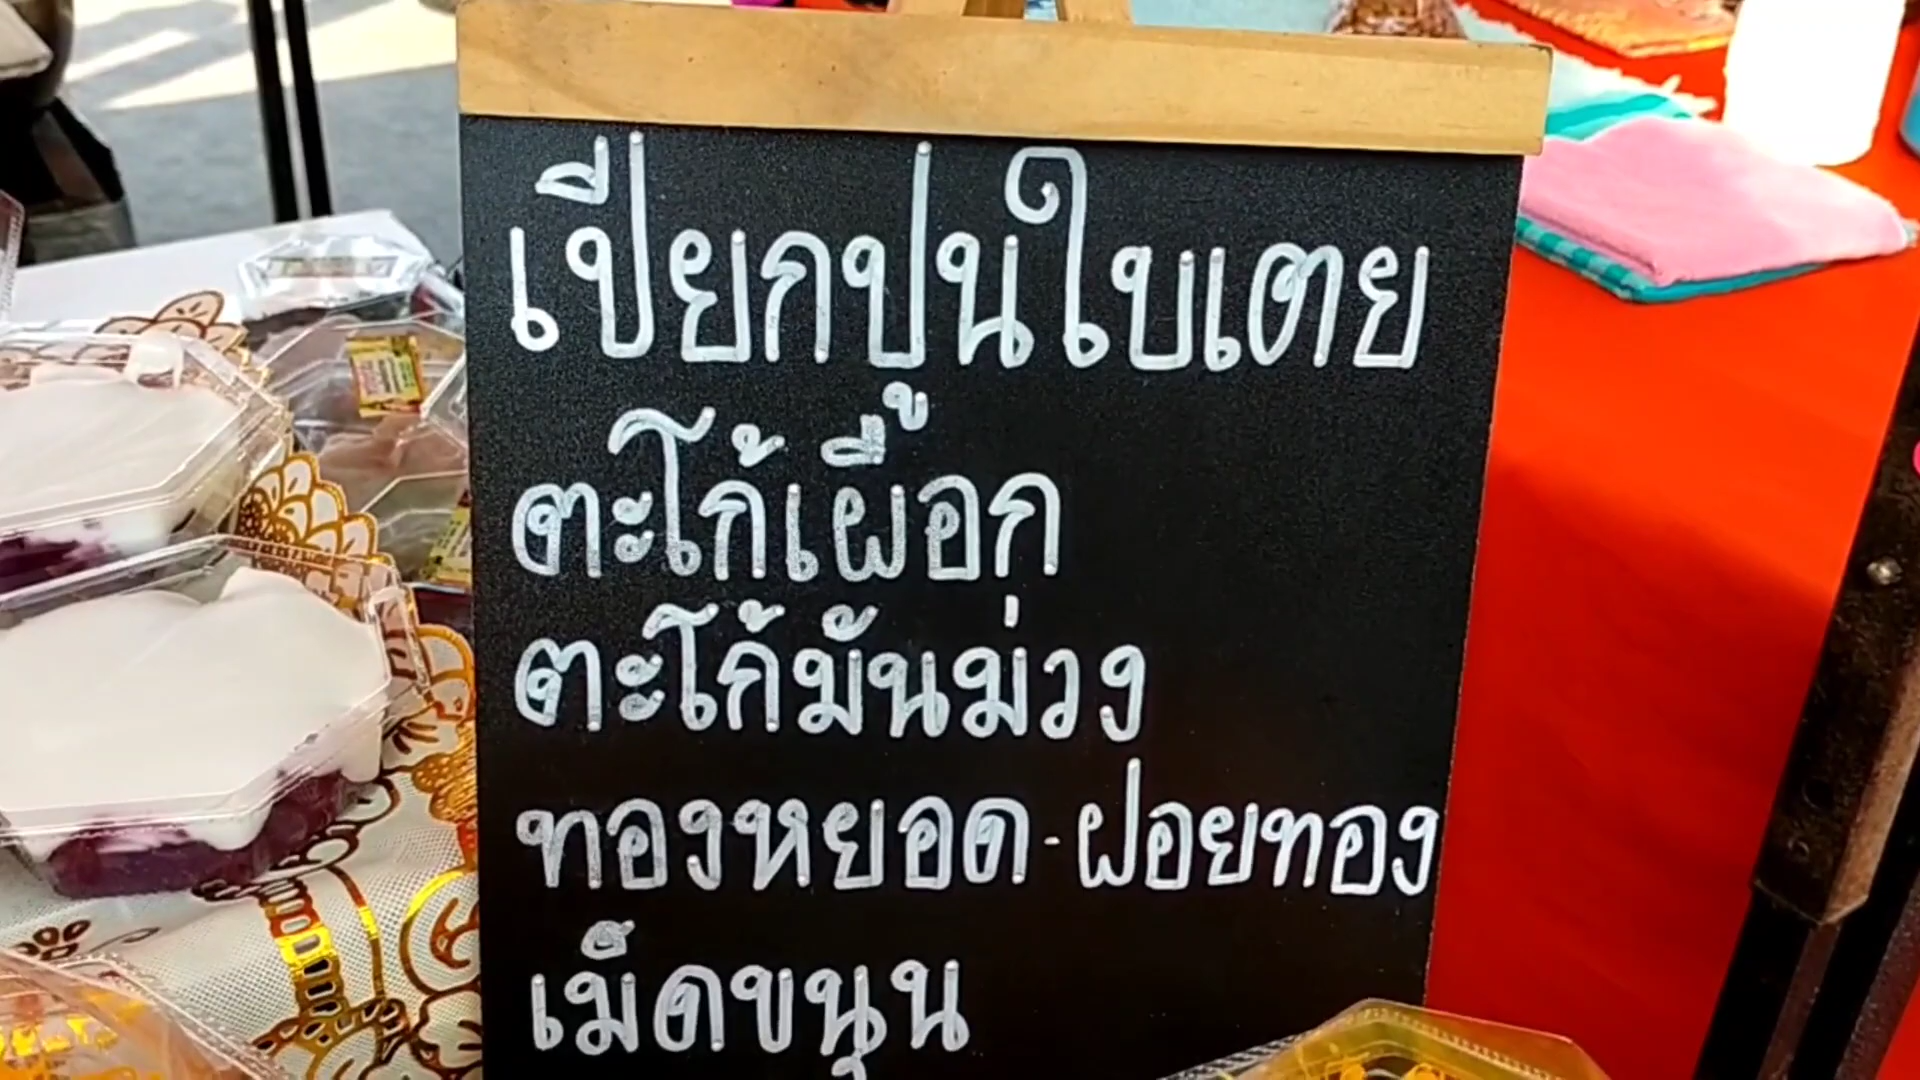 เปียกปูนใบเตย
ตะโก้เผือก
ตะโก้มันม่วง
ทองหยอด - ฝอยทอง
เม็ดขนุน